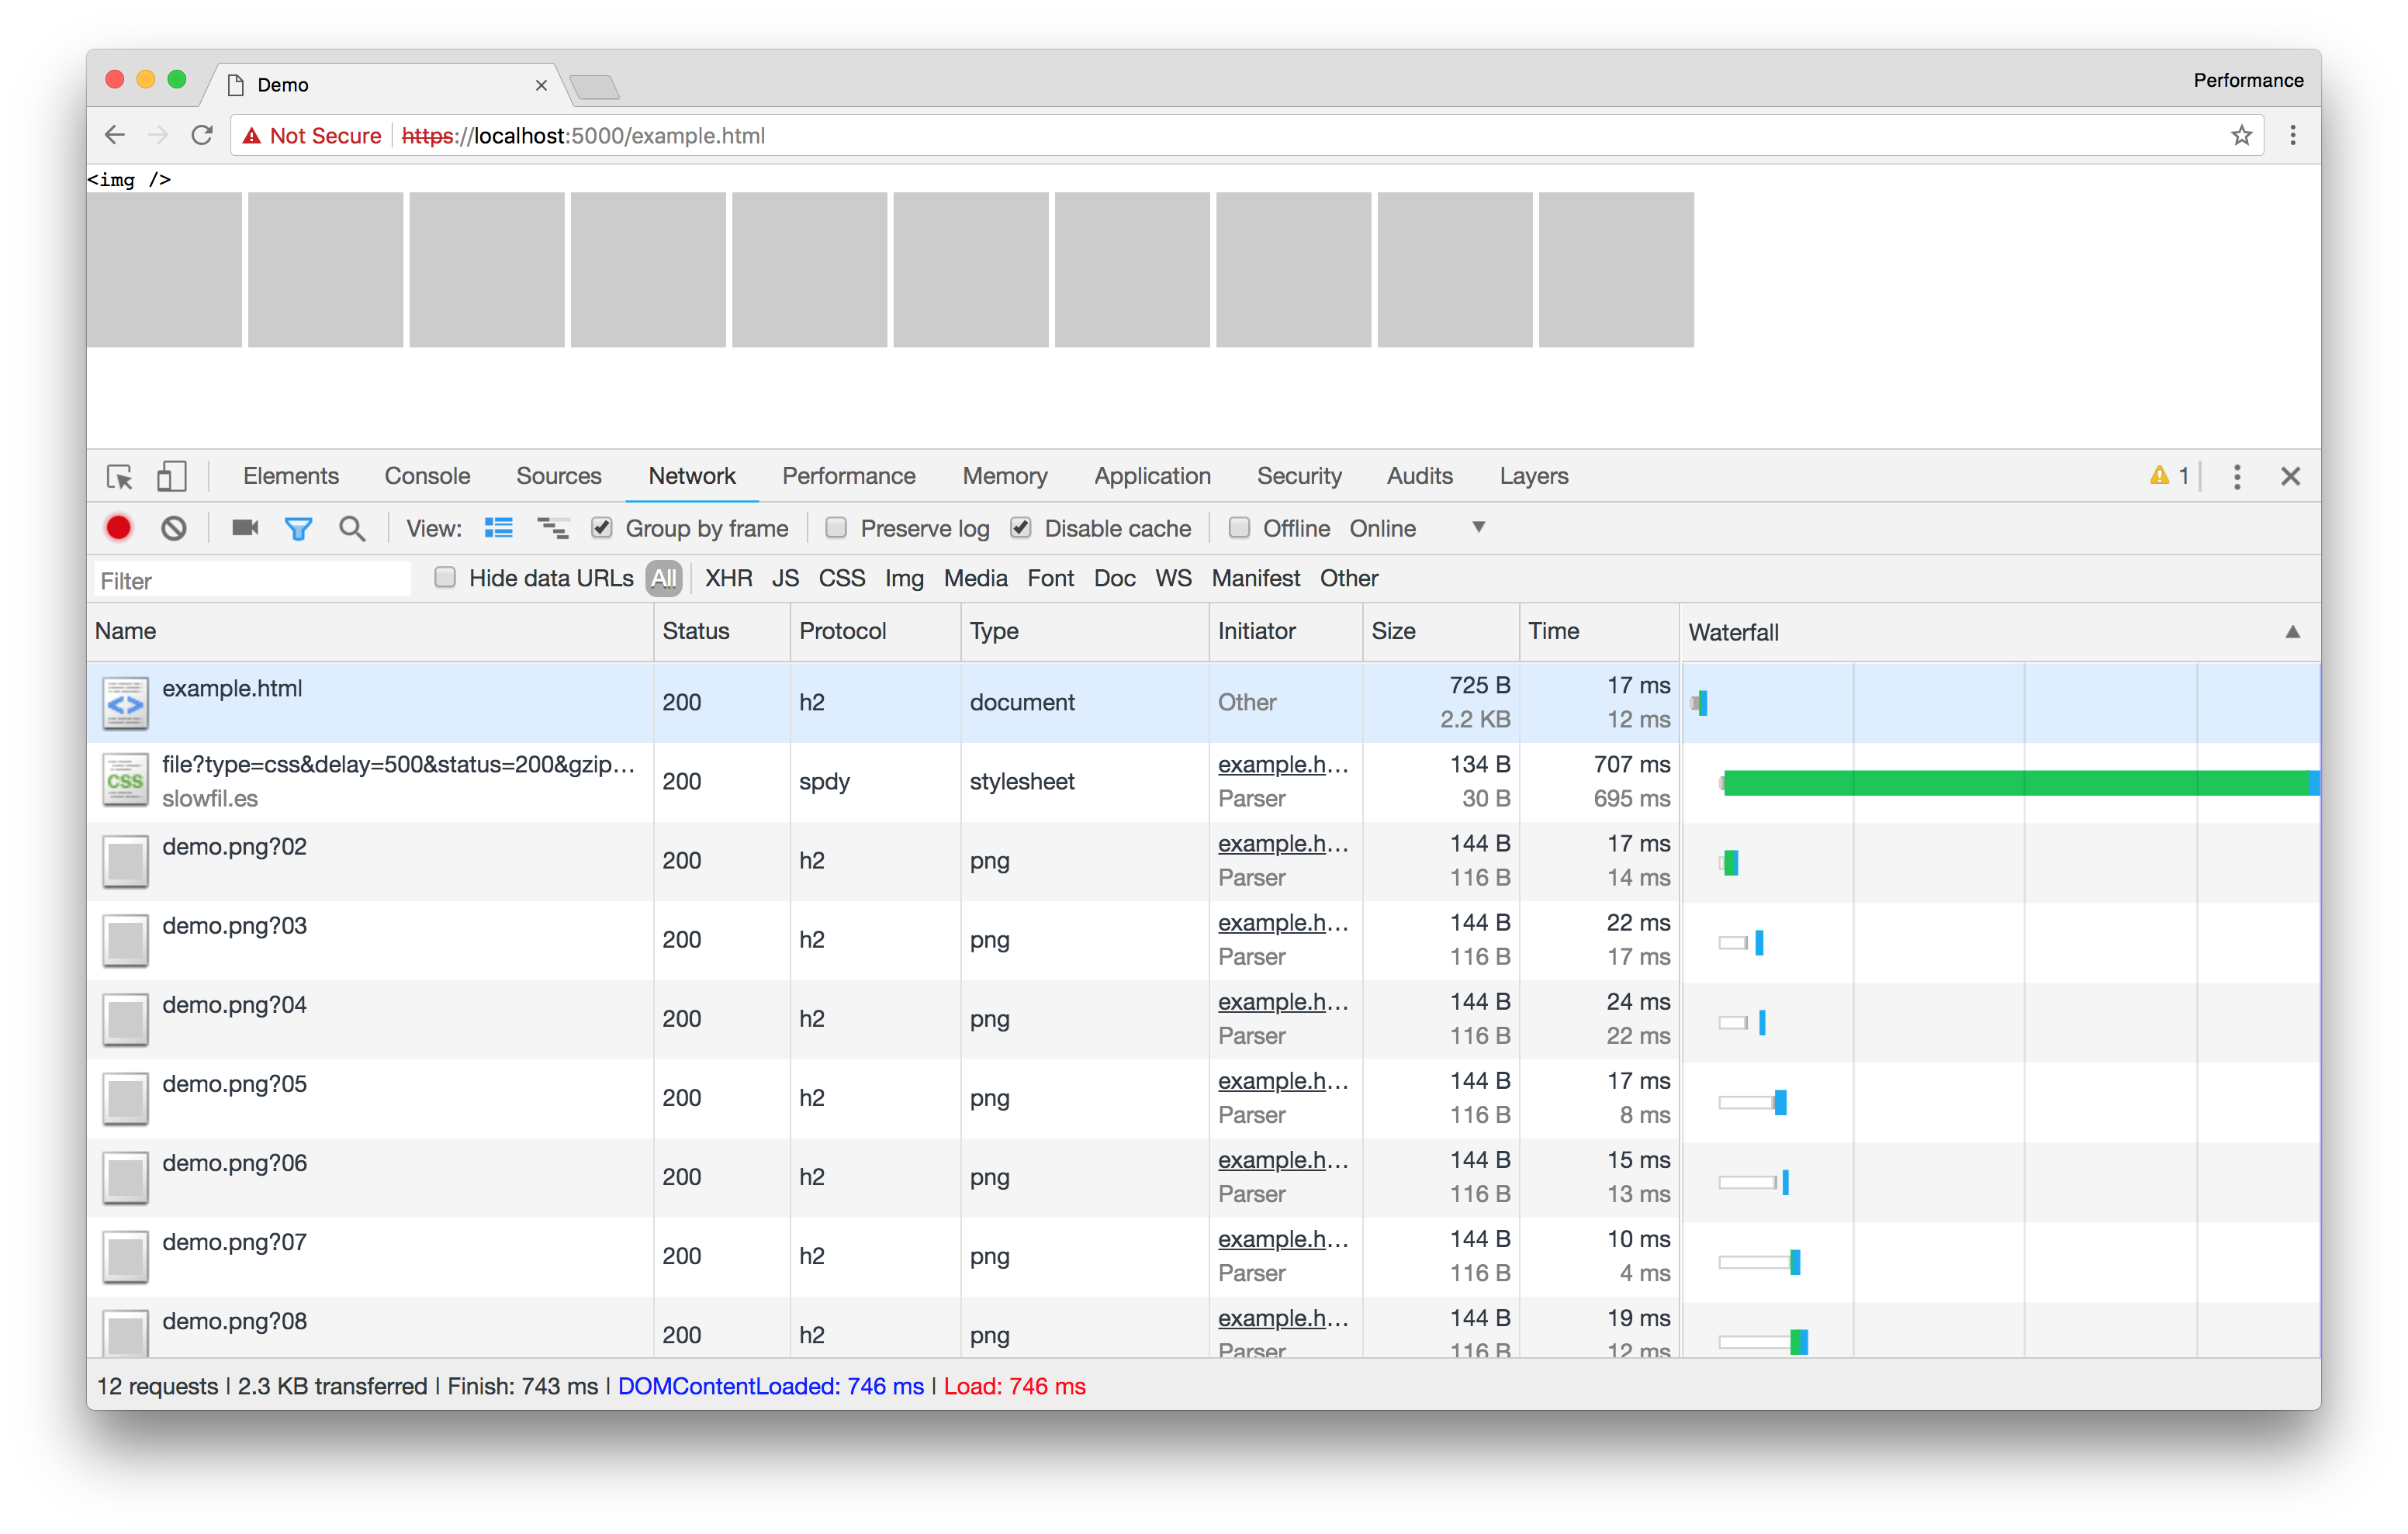 Demo
Performance
Not Secure https://localhost:5000/example.html
<img />
Elements Console Sources Network Performance Memory Application Security Audits Layers 1
View: Group by frame Preserve log Disable cache Offline Online
Filter Hide data URLs All XHR JS CSS Img Media Font Doc WS Manifest Other
Name Status Protocol Type Initiator Size Time Waterfall
example.html 200 h2 document Other 725 B 17 ms
2.2 KB 12 ms
CSS file?type=css&delay=500&status=200&gzip… 200 spdy stylesheet example.h… 134 B 707 ms
slowfil.es Parser 30 B 695 ms
demo.png?02 200 h2 png example.h… 144 B 17 ms
Parser 116 B 14 ms
demo.png?03 200 h2 png example.h… 144 B 22 ms
Parser 116 B 17 ms
demo.png?04 200 h2 png example.h… 144 B 24 ms
Parser 116 B 22 ms
demo.png?05 200 h2 png example.h… 144 B 17 ms
Parser 116 B 8 ms
demo.png?06 200 h2 png example.h… 144 B 15 ms
Parser 116 B 13 ms
demo.png?07 200 h2 png example.h… 144 B 10 ms
Parser 116 B 4 ms
demo.png?08 200 h2 png example.h… 144 B 19 ms
Parser 116 B 12 ms
12 requests | 2.3 KB transferred | Finish: 743 ms | DOMContentLoaded: 746 ms | Load: 746 ms